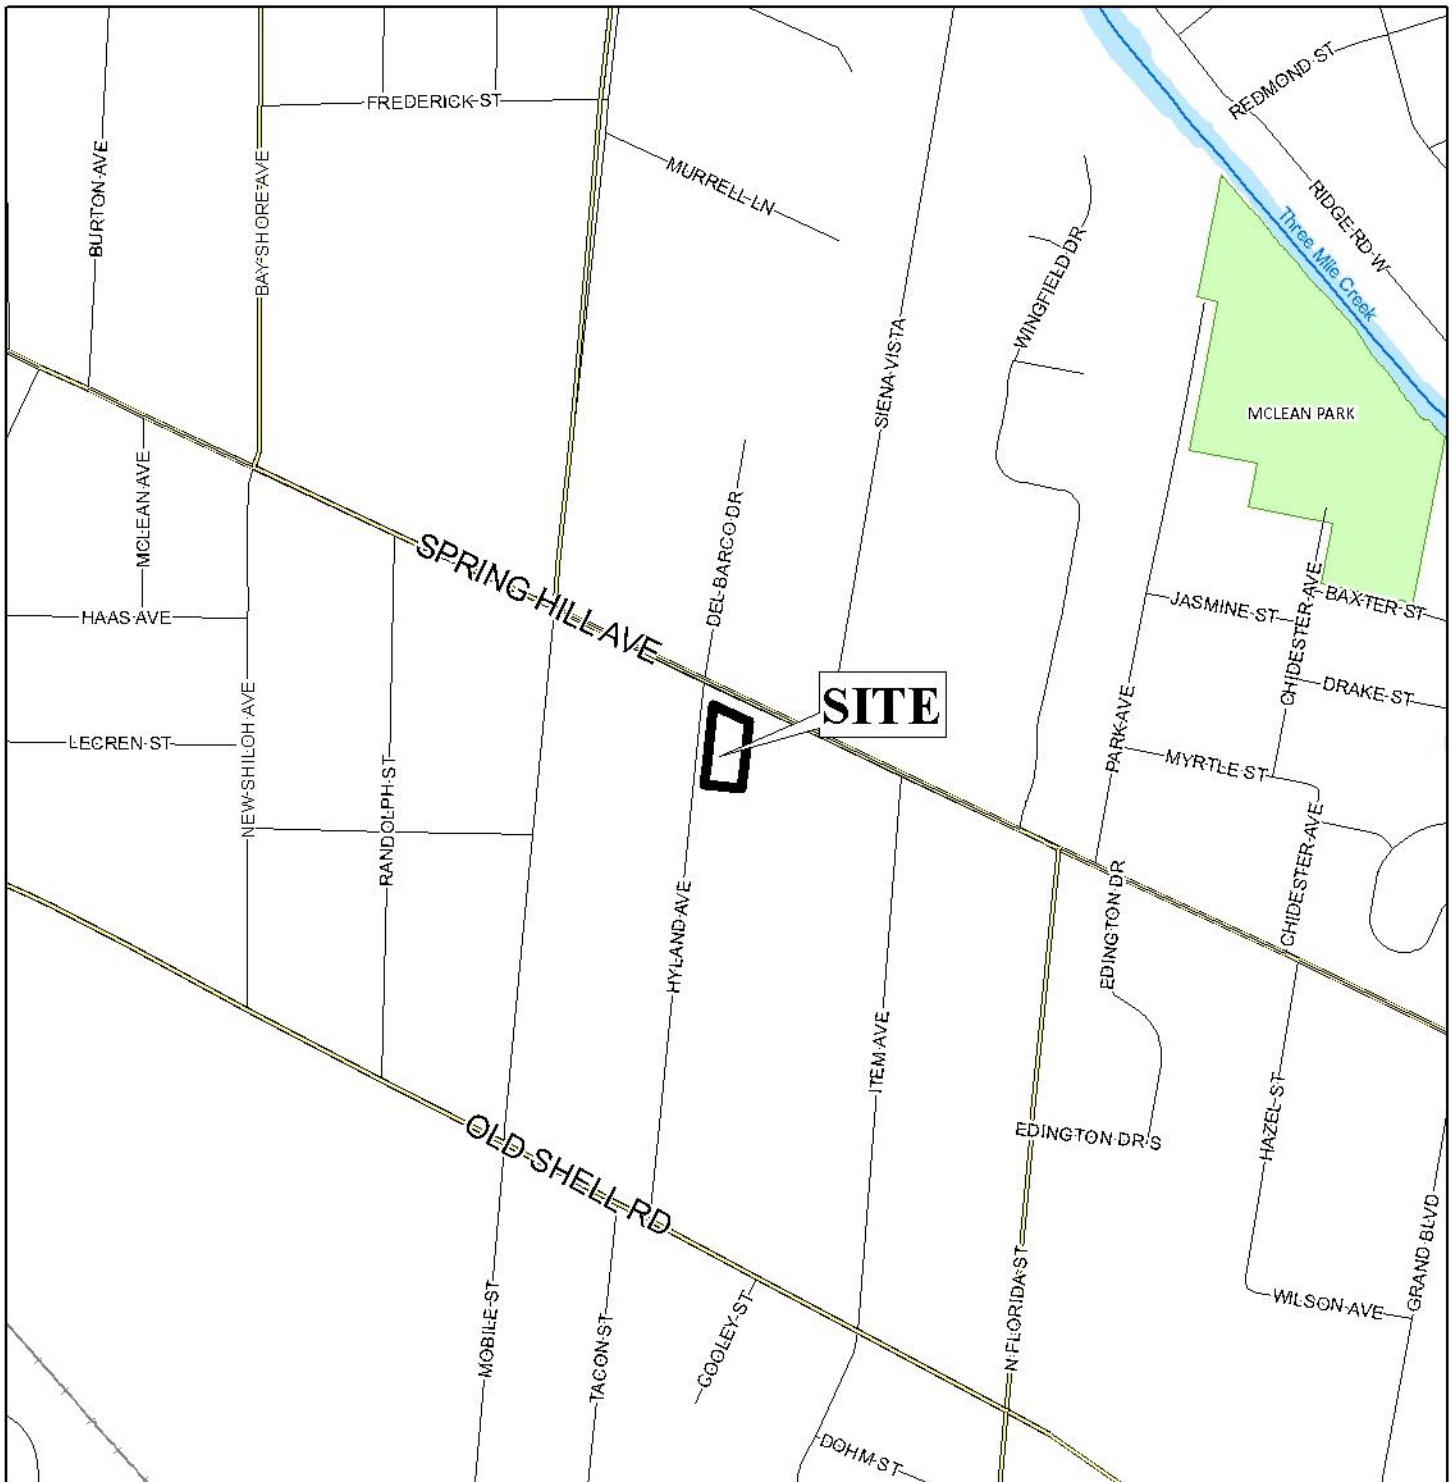 REDMOND ST
FREDERICK ST
BURTON AVE
BAY SHORE AVE
MURRELL LN
RIDGE RD W
Three Mile Creek
WINGFIELD DR
SIENA VISTA
MCLEAN PARK
MCLEAN AVE
DEL BARCO DR
SPRING HILL AVE
HAAS AVE
JASMINE ST
CHIDESTER AVE
BAXTER ST
DRAKE ST
SITE
PARK AVE
LECREN ST
NEW SHILOH AVE
RANDOLPH ST
MYRTLE ST
CHIDESTER AVE
HYLAND AVE
EDINGTON DR
ITEM AVE
EDINGTON DR S
HAZEL ST
OLD SHELL RD
GRAND BLVD
N FLORIDA ST
WILSON AVE
MOBILE ST
TACON ST
COOLEY ST
DOHM ST